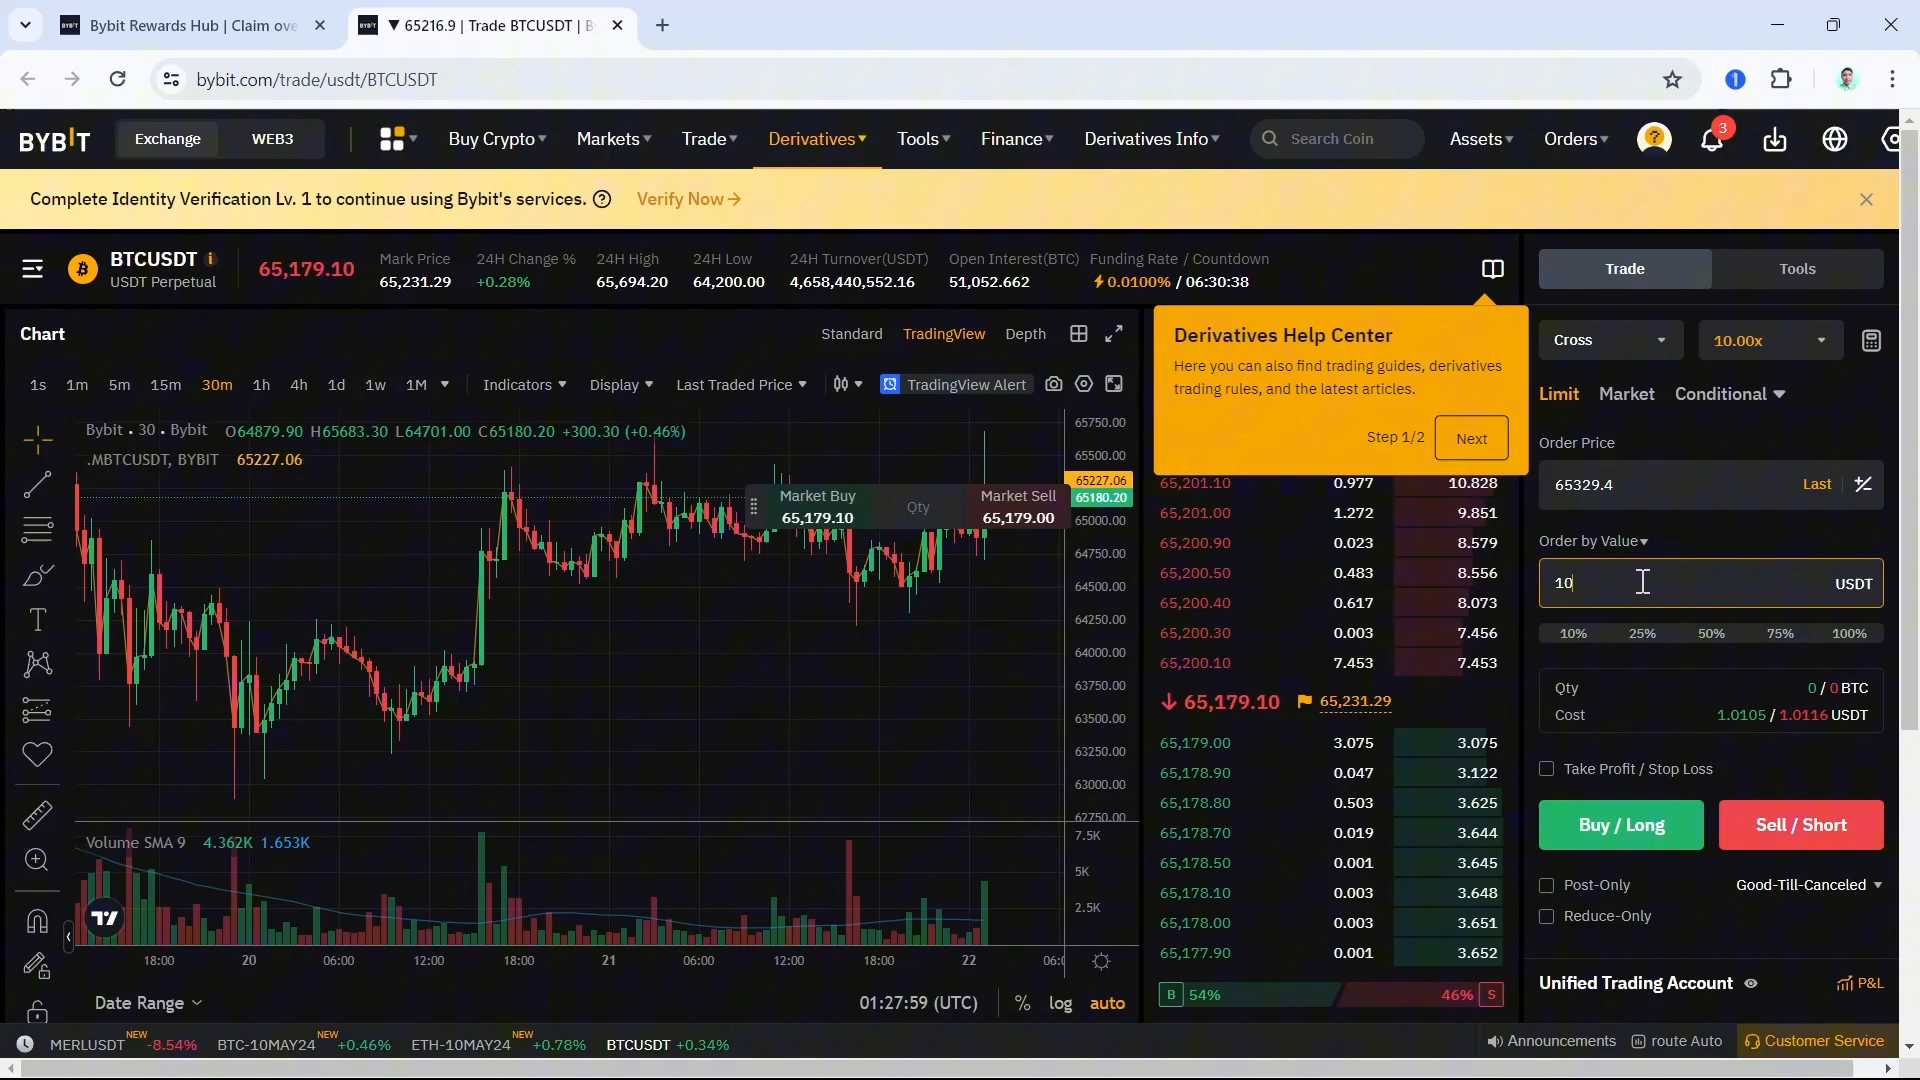 Bybit Rewards Hub | Claim ove
▼ 65216.9 | Trade BTCUSDT | B
bybit.com/trade/usdt/BTCUSDT
BYBIT Exchange WEB3 Buy Crypto Markets Trade Derivatives Tools Finance Derivatives Info Search Coin Assets Orders 3
Complete Identity Verification Lv. 1 to continue using Bybit's services. Verify Now →
BTCUSDT
USDT Perpetual
65,179.10
Mark Price
65,231.29
24H Change %
+0.28%
24H High
65,694.20
24H Low
64,200.00
24H Turnover(USDT)
4,658,440,552.16
Open Interest(BTC)
51,052.662
Funding Rate / Countdown
0.0100% / 06:30:38
Chart
Standard TradingView Depth
1s 1m 5m 15m 30m 1h 4h 1d 1w 1M Indicators Display Last Traded Price TradingView Alert
Bybit • 30 • Bybit O64879.90 H65683.30 L64701.00 C65180.20 +300.30 (+0.46%)
.MBTCUSDT, BYBIT 65227.06
Market Buy
65,179.10
Qty
Market Sell
65,179.00
65750.00
65500.00
65227.06
65180.20
65000.00
64750.00
64500.00
64250.00
64000.00
63750.00
63500.00
63250.00
63000.00
62750.00
Volume SMA 9 4.362K 1.653K
7.5K
5K
2.5K
18:00 20 06:00 12:00 18:00 21 06:00 12:00 18:00 22 06:0
Date Range 01:27:59 (UTC) % log auto
Derivatives Help Center
Here you can also find trading guides, derivatives
trading rules, and the latest articles.
Step 1/2 Next
65,201.10 0.977 10.828
65,201.00 1.272 9.851
65,200.90 0.023 8.579
65,200.50 0.483 8.556
65,200.40 0.617 8.073
65,200.30 0.003 7.456
65,200.10 7.453 7.453
↓ 65,179.10 65,231.29
65,179.00 3.075 3.075
65,178.90 0.047 3.122
65,178.80 0.503 3.625
65,178.70 0.019 3.644
65,178.50 0.001 3.645
65,178.10 0.003 3.648
65,178.00 0.003 3.651
65,177.90 0.001 3.652
B 54% 46% S
Trade Tools
Cross 10.00x
Limit Market Conditional
Order Price
65329.4 Last
Order by Value
10 USDT
10% 25% 50% 75% 100%
Qty 0 / 0 BTC
Cost 1.0105 / 1.0116 USDT
Take Profit / Stop Loss
Buy / Long Sell / Short
Post-Only Good-Till-Canceled
Reduce-Only
Unified Trading Account P&L
MERLUSDT NEW -8.54% BTC-10MAY24 NEW +0.46% ETH-10MAY24 NEW +0.78% BTCUSDT +0.34% Announcements route Auto Customer Service